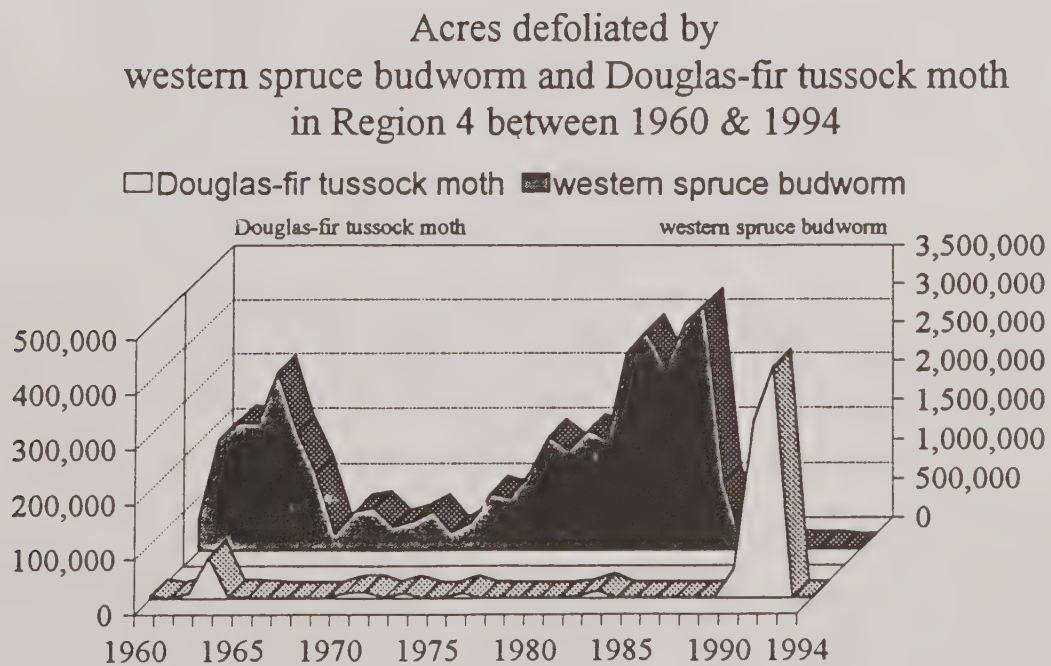 Acres defoliated by
western spruce budworm and Douglas-fir tussock moth
in Region 4 between 1960 & 1994
Douglas-fir tussock moth western spruce budworm
Douglas-fir tussock moth western spruce budworm
500,000
400,000
300,000
200,000
100,000
0
3,500,000
3,000,000
2,500,000
2,000,000
1,500,000
1,000,000
500,000
0
1960 1965 1970 1975 1980 1985 1990 1994